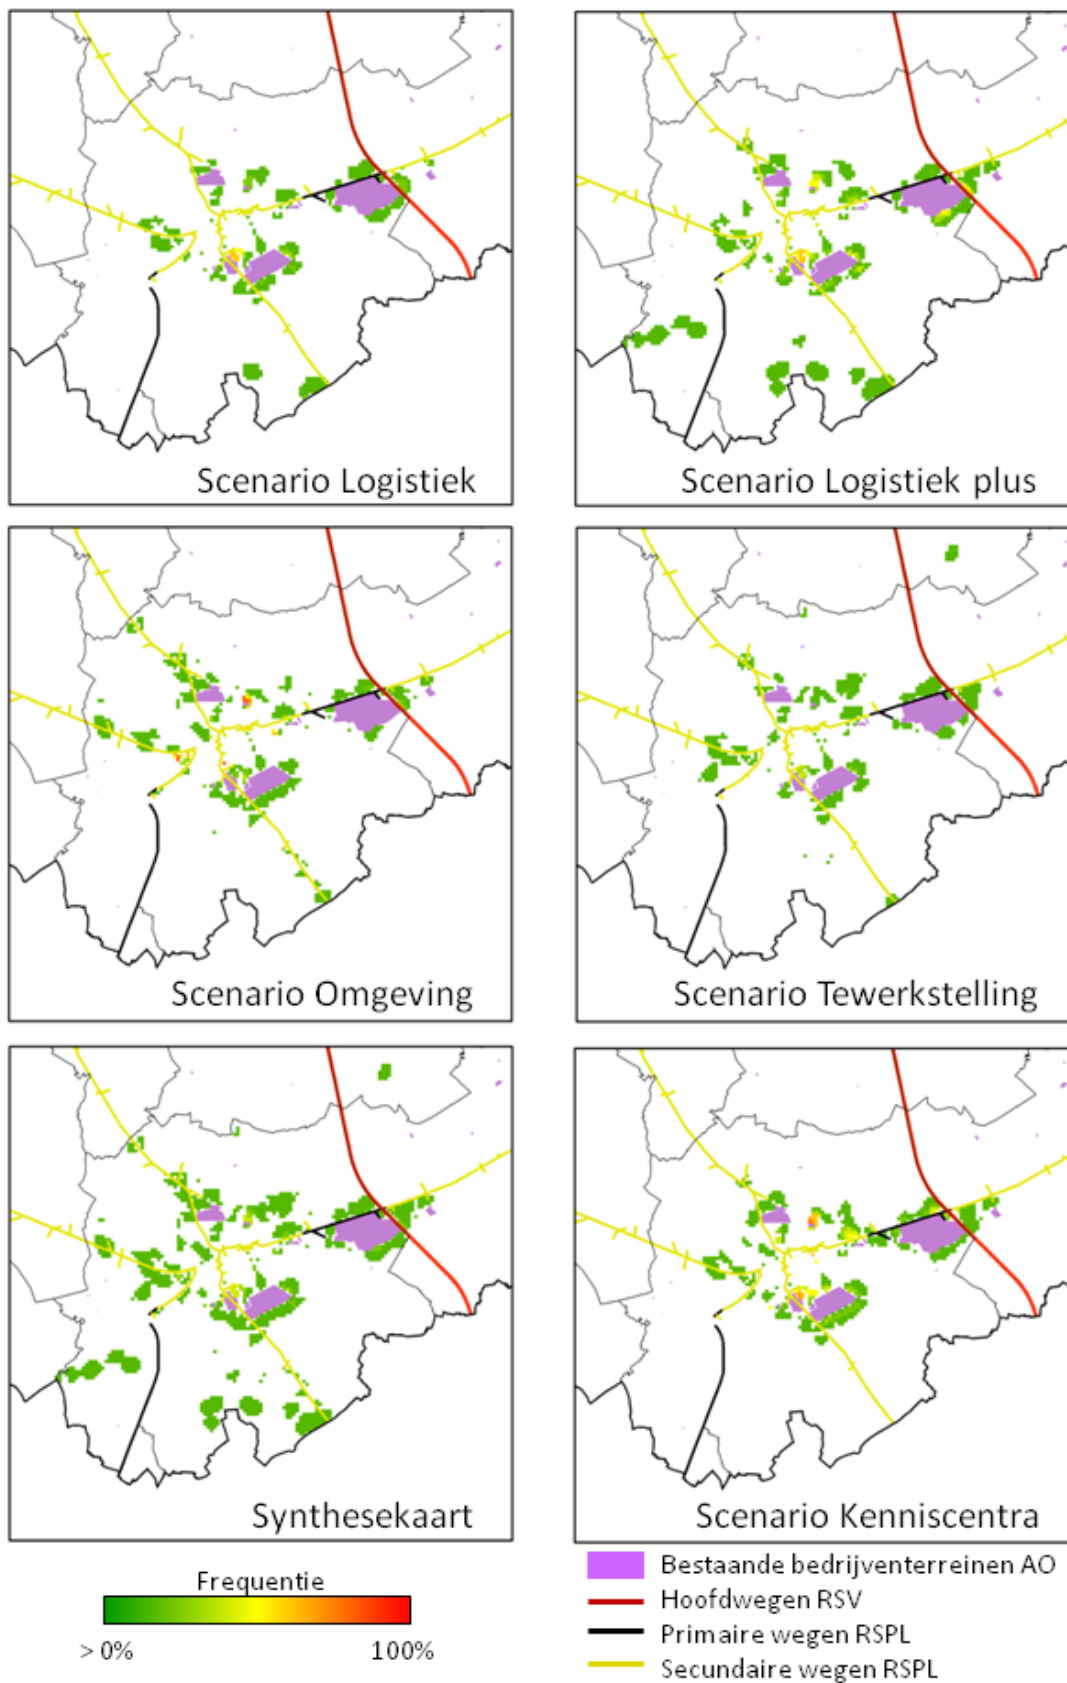 Scenario Logistiek
Scenario Logistiek plus
Scenario Omgeving
Scenario Tewerkstelling
Synthesekaart
Scenario Kenniscentra
Frequentie
> 0%
100%
Bestaande bedrijventerreinen AO
Hoofdwegen RSV
Primaire wegen RSPL
Secundaire wegen RSPL